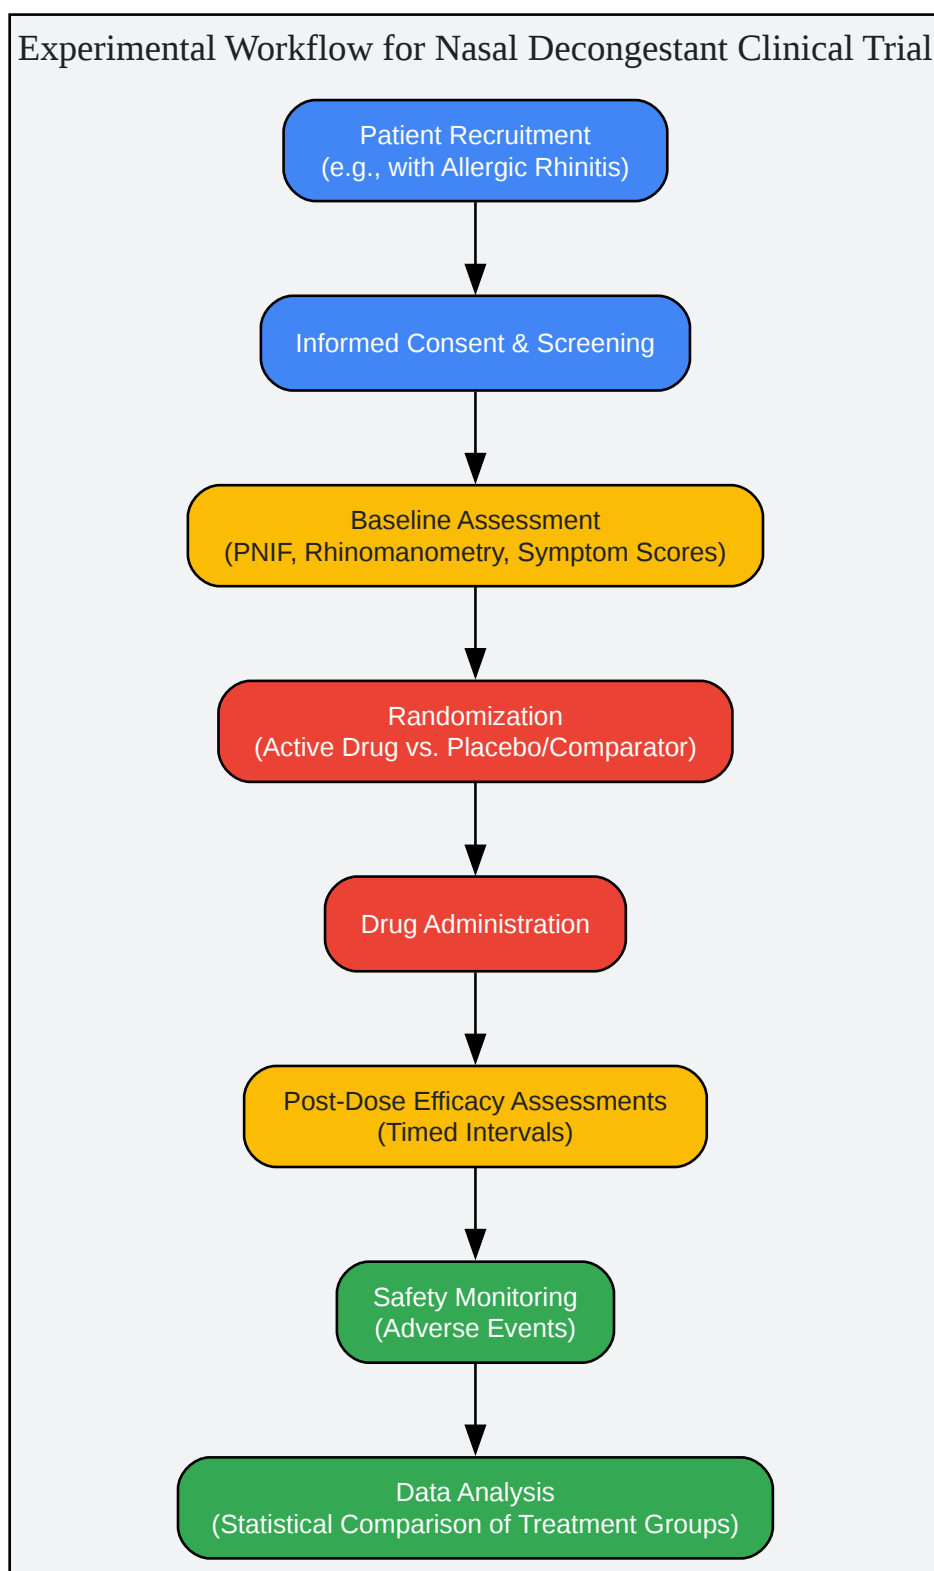 Experimental Workflow for Nasal Decongestant Clinical Trial
Patient Recruitment
(e.g., with Allergic Rhinitis)
Informed Consent & Screening
Baseline Assessment
(PNIF, Rhinomanometry, Symptom Scores)
Randomization
(Active Drug vs. Placebo/Comparator)
Drug Administration
Post-Dose Efficacy Assessments
(Timed Intervals)
Safety Monitoring
(Adverse Events)
Data Analysis
(Statistical Comparison of Treatment Groups)